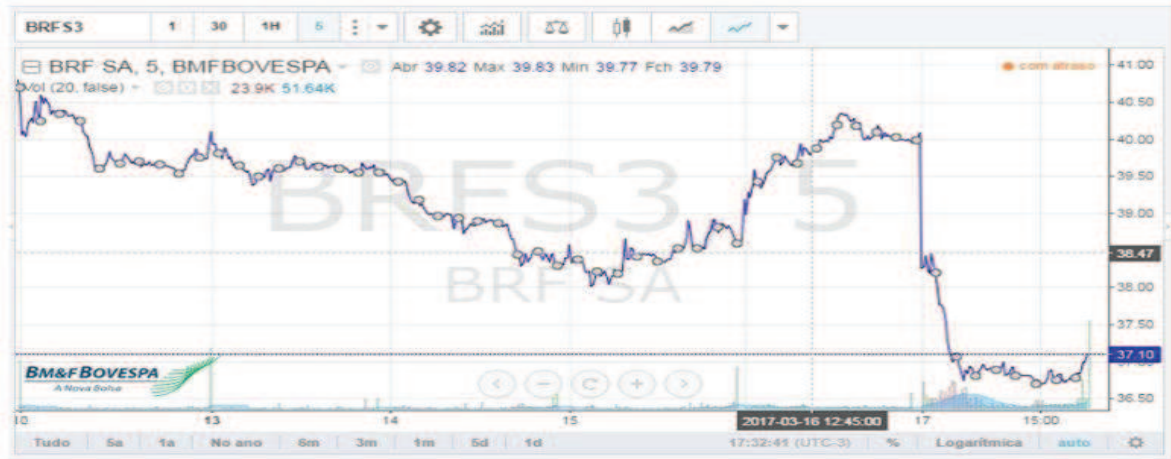 BRFS3 1 30 1H 5
BRF SA, 5, BMFBOVESPA Abr 39.82 Max 39.83 Min 39.77 Fch 39.79
com atraso
Vol (20, false) 23.9K 51.64K
41.00
40.50
40.00
39.50
39.00
38.47
38.00
37.50
37.10
36.50
BRFS3 5
BRF SA
BM&FBOVESPA
A Nova Bolsa
10 13 14 15 2017-03-16 12:45:00 17 15:00
Tudo 5a 1a No ano 6m 3m 1m 5d 1d 17:32:41 (UTC-3) % Logarítmica auto